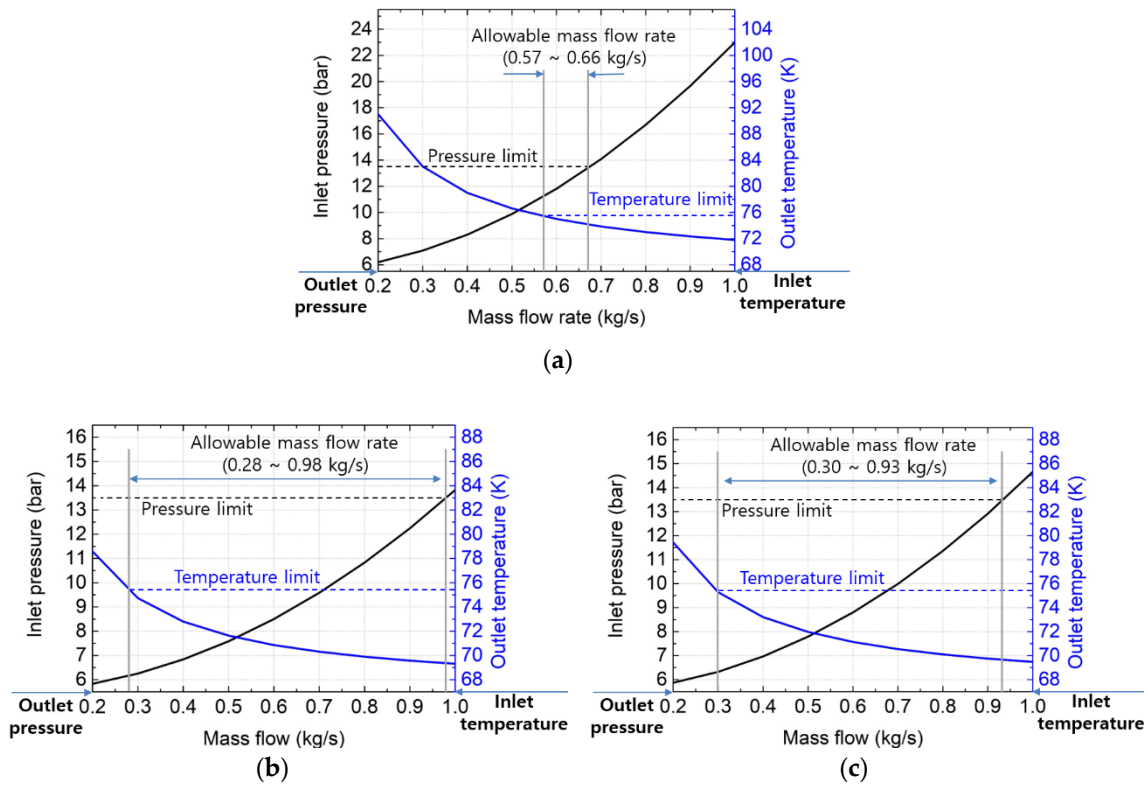 Allowable mass flow rate
(0.57 ~ 0.66 kg/s)
Pressure limit
Temperature limit
Inlet pressure (bar)
24
22
20
18
16
14
12
10
8
6
Outlet temperature (K)
104
100
96
92
88
84
80
76
72
68
0.2 0.3 0.4 0.5 0.6 0.7 0.8 0.9 1.0
Outlet
pressure
Inlet
temperature
Mass flow rate (kg/s)
(a)
Allowable mass flow rate
(0.28 ~ 0.98 kg/s)
Pressure limit
Temperature limit
Inlet pressure (bar)
16
15
14
13
12
11
10
9
8
7
6
Outlet temperature (K)
88
86
84
82
80
78
76
74
72
70
68
0.2 0.3 0.4 0.5 0.6 0.7 0.8 0.9 1.0
Outlet
pressure
Inlet
temperature
Mass flow (kg/s)
(b)
Allowable mass flow rate
(0.30 ~ 0.93 kg/s)
Pressure limit
Temperature limit
Inlet pressure (bar)
16
15
14
13
12
11
10
9
8
7
6
Outlet temperature (K)
88
86
84
82
80
78
76
74
72
70
68
0.2 0.3 0.4 0.5 0.6 0.7 0.8 0.9 1.0
Outlet
pressure
Inlet
temperature
Mass flow (kg/s)
(c)